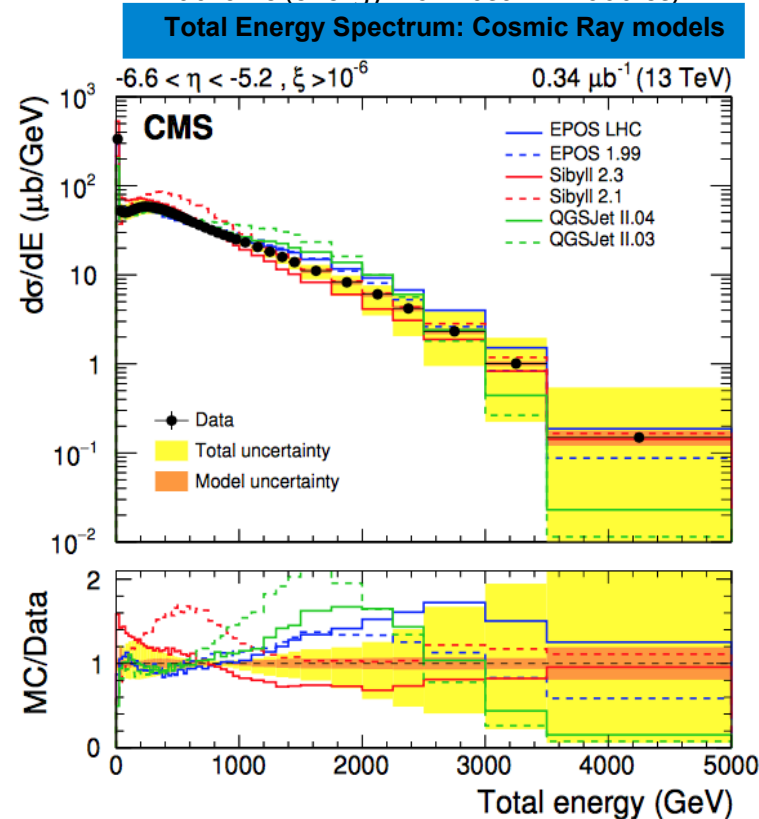 Total Energy Spectrum: Cosmic Ray models
-6.6 < η < -5.2 , ξ >10⁻⁶ 0.34 μb⁻¹ (13 TeV)
CMS
EPOS LHC
EPOS 1.99
Sibyll 2.3
Sibyll 2.1
QGSJet II.04
QGSJet II.03
dσ/dE (μb/GeV)
10³
10²
10
1
10⁻¹
10⁻²
Data
Total uncertainty
Model uncertainty
MC/Data
2
1
0
0 1000 2000 3000 4000 5000
Total energy (GeV)